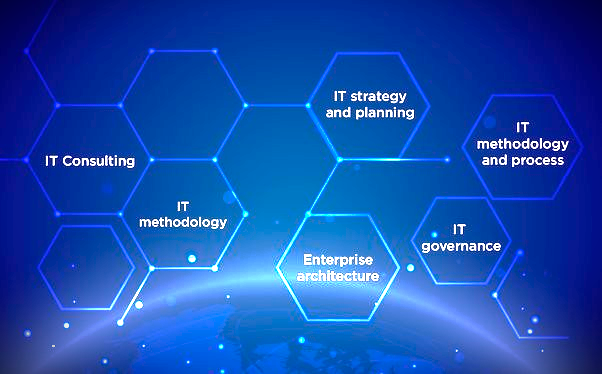 IT strategy
and planning
IT
methodology
and process
IT Consulting
IT
methodology
IT
governance
Enterprise
architecture